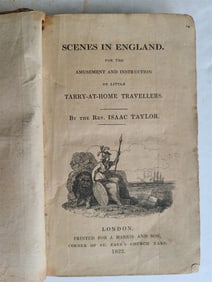 SCENES IN ENGLAND.
FOR THE
AMUSEMENT AND INSTRUCTION
OF LITTLE
TARRY-AT-HOME TRAVELLERS.
BY THE REV. ISAAC TAYLOR.
LONDON.
PRINTED FOR J. HARRIS AND SON,
CORNER OF ST. PAUL'S CHURCH YARD.
1822.